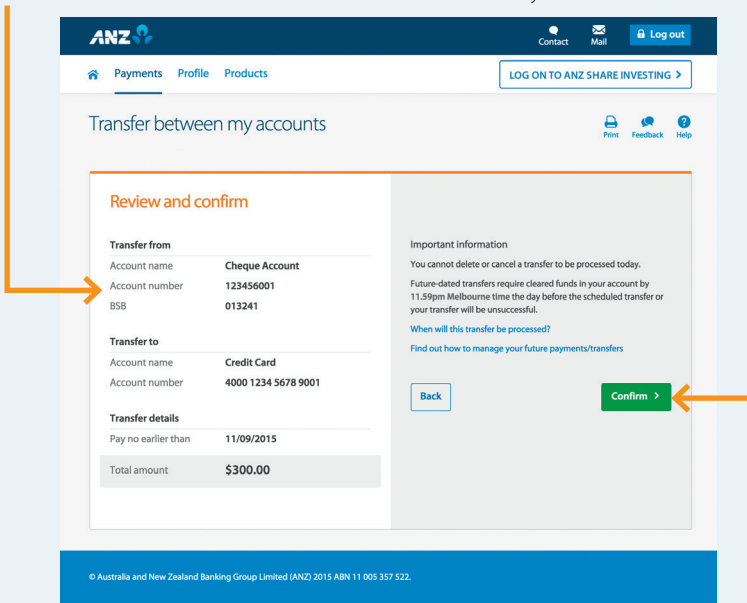 ANZ
Contact
Mail
Log out
Payments Profile Products
LOG ON TO ANZ SHARE INVESTING >
Transfer between my accounts
Print Feedback Help
Review and confirm
Transfer from
Account name Cheque Account
Account number 123456001
BSB 013241
Transfer to
Account name Credit Card
Account number 4000 1234 5678 9001
Transfer details
Pay no earlier than 11/09/2015
Total amount $300.00
Important information
You cannot delete or cancel a transfer to be processed today.
Future-dated transfers require cleared funds in your account by
11.59pm Melbourne time the day before the scheduled transfer or
your transfer will be unsuccessful.
When will this transfer be processed?
Find out how to manage your future payments/transfers
Back
Confirm >
© Australia and New Zealand Banking Group Limited (ANZ) 2015 ABN 11 005 357 522.